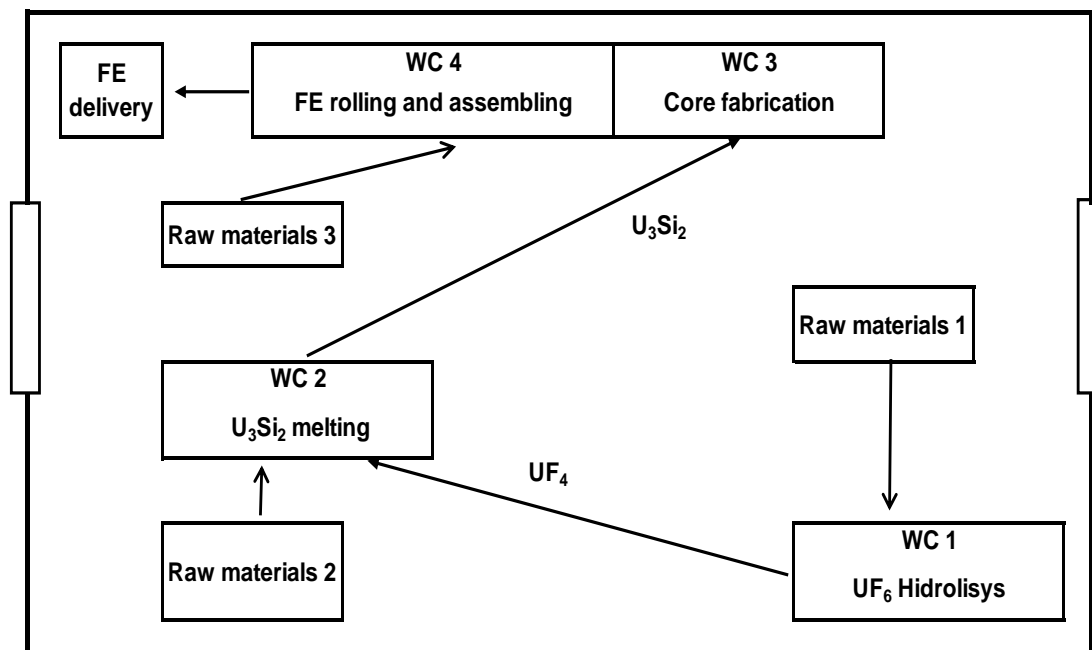 FE
delivery
WC 4
FE rolling and assembling
WC 3
Core fabrication
Raw materials 3
U₃Si₂
Raw materials 1
WC 2
U₃Si₂ melting
UF₄
Raw materials 2
WC 1
UF₆ Hidrolisys